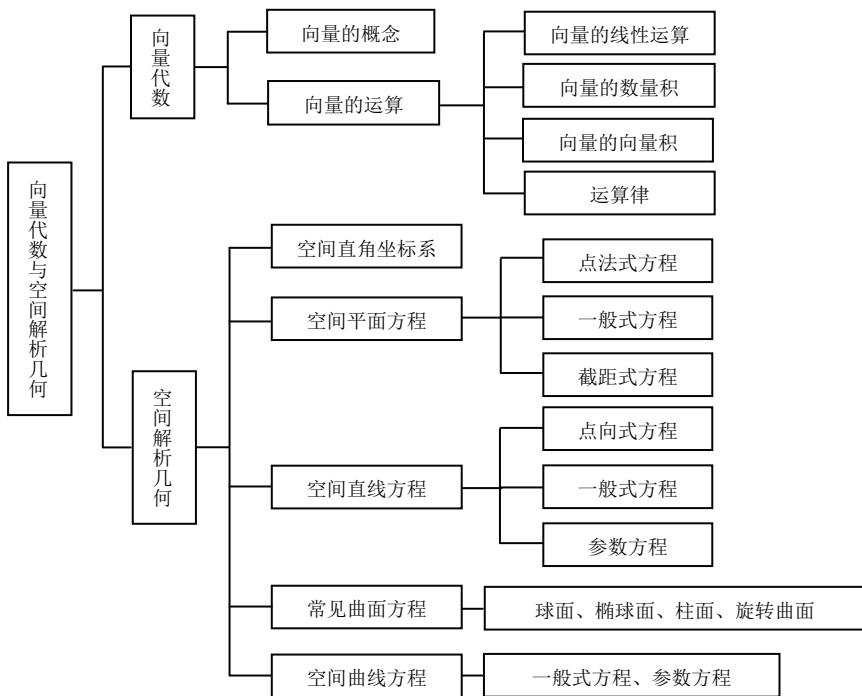 向量代数与空间解析几何
向量代数
向量的概念
向量的运算
向量的线性运算
向量的数量积
向量的向量积
运算律
空间解析几何
空间直角坐标系
空间平面方程
点法式方程
一般式方程
截距式方程
空间直线方程
点向式方程
一般式方程
参数方程
常见曲面方程
球面、椭球面、柱面、旋转曲面
空间曲线方程
一般式方程、参数方程